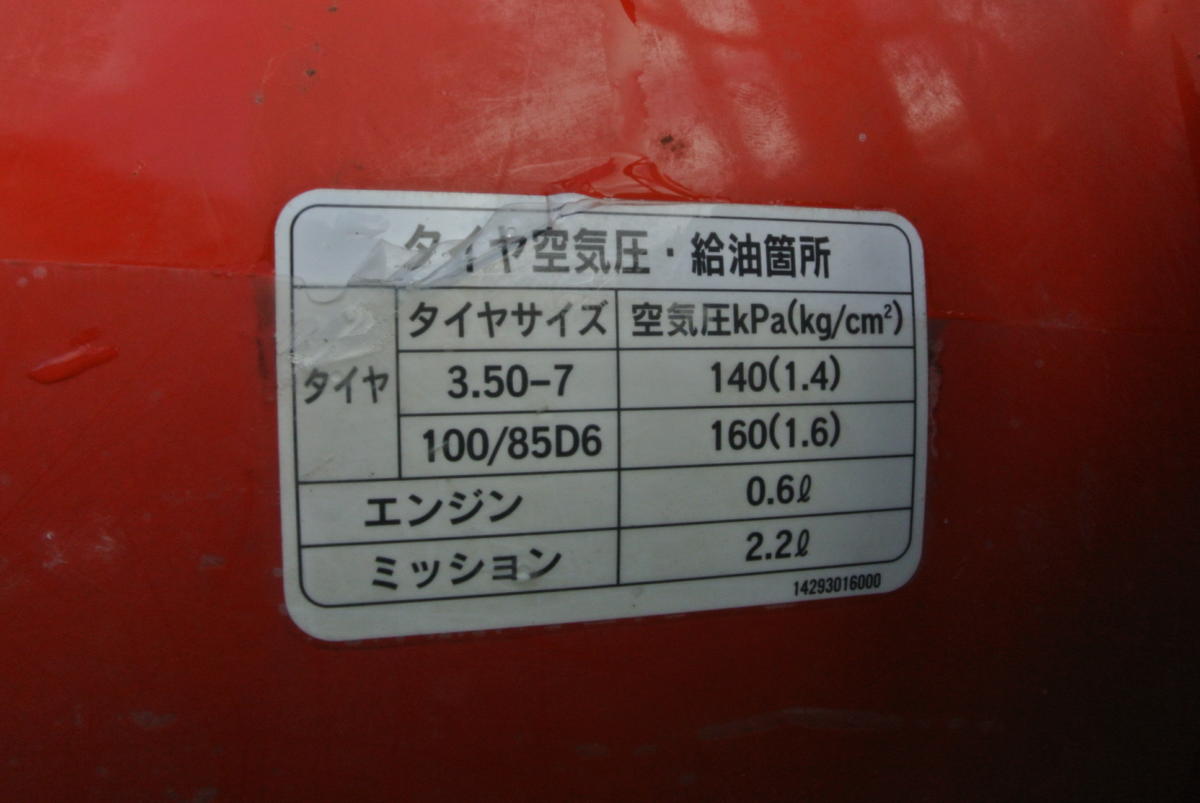 タイヤ空気圧・給油箇所
タイヤサイズ 空気圧kPa(kg/cm²)
タイヤ 3.50-7 140(1.4)
100/85D6 160(1.6)
エンジン 0.6ℓ
ミッション 2.2ℓ
14293016000